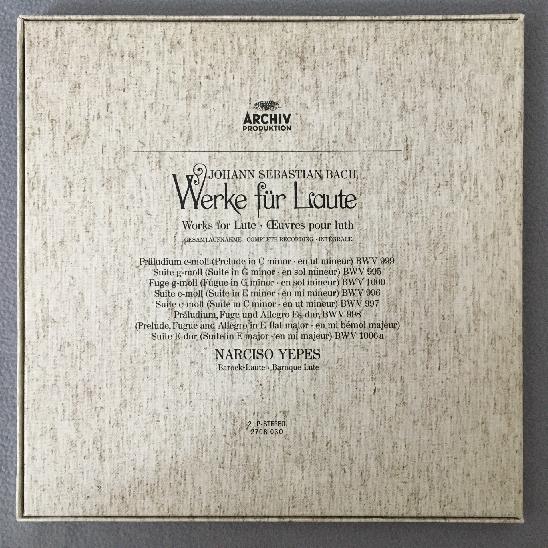 ARCHIV
PRODUKTION
JOHANN SEBASTIAN BACH
Werke für Laute
Works for Lute · Œuvres pour luth
GESAMTAUFNAHME · COMPLETE RECORDING · INTÉGRALE
Präludium c-moll (Prelude in C minor · en ut mineur) BWV 999
Suite g-moll (Suite in G minor · en sol mineur) BWV 995
Fuge g-moll (Fugue in G minor · en sol mineur) BWV 1000
Suite e-moll (Suite in E minor · en mi mineur) BWV 996
Suite c-moll (Suite in C minor · en ut mineur) BWV 997
Präludium, Fuge und Allegro Es-dur, BWV 998
(Prelude, Fugue and Allegro in E flat major · en mi bémol majeur)
Suite E-dur (Suite in E major · en mi majeur) BWV 1006a
NARCISO YEPES
Barock-Laute · Baroque Lute
2 LP-STEREO
2708 030